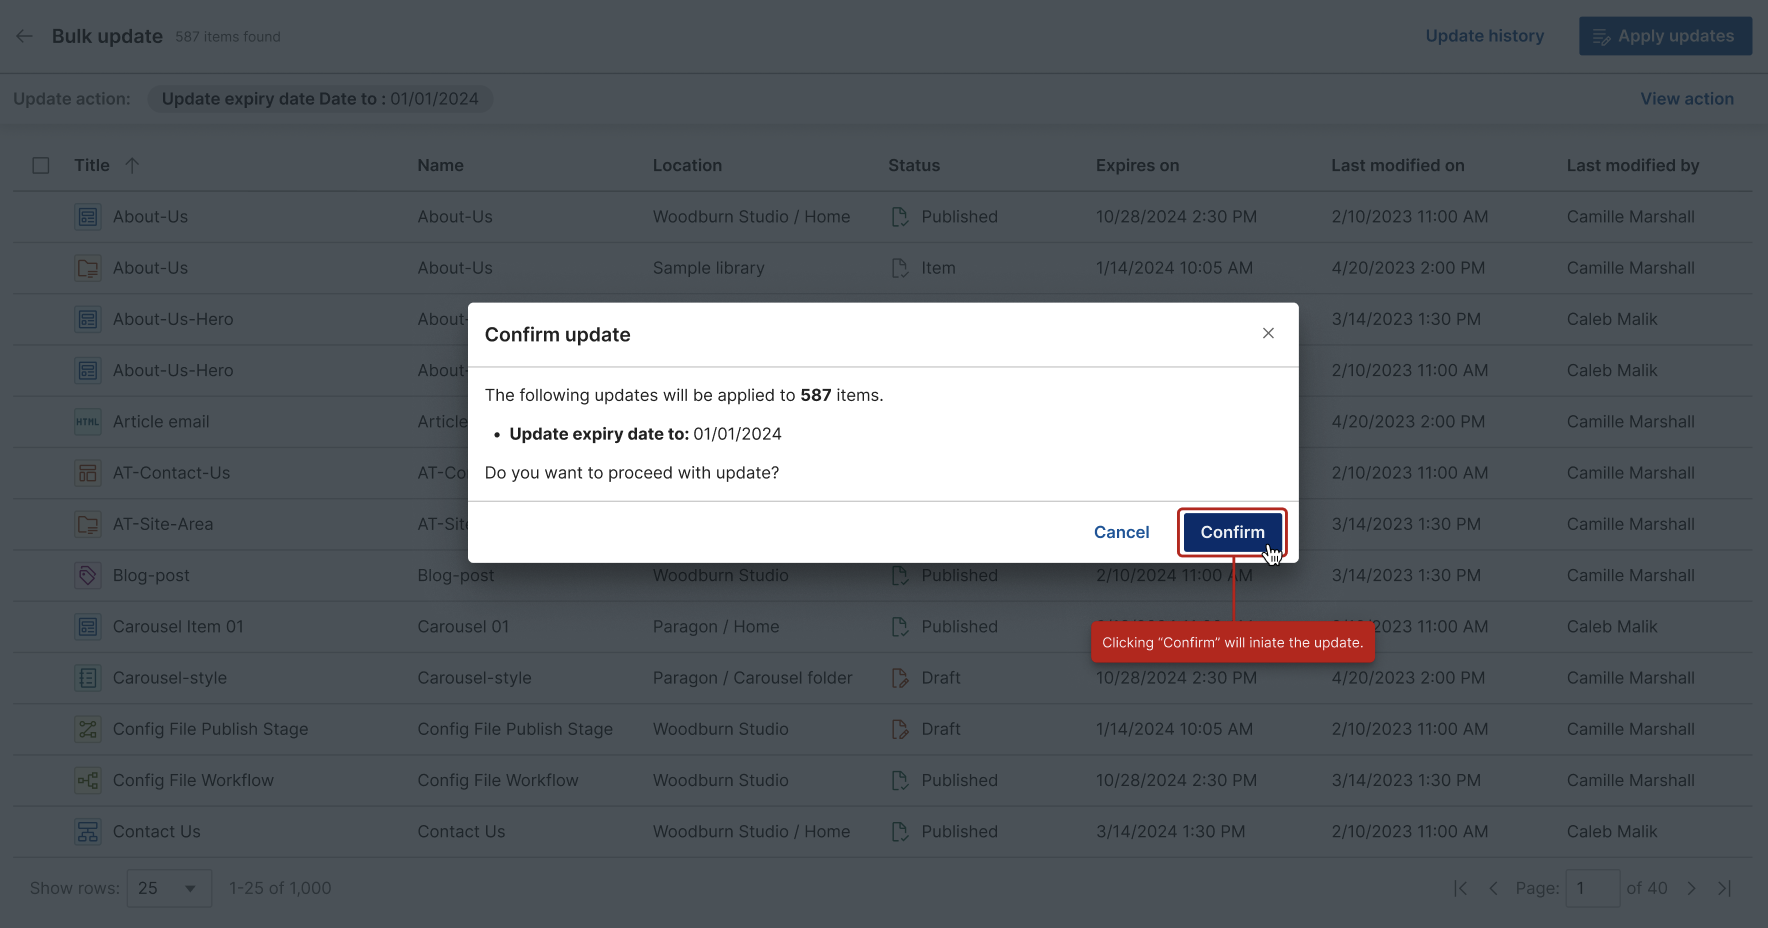 Bulk update 587 items found Update history Apply updates
Update action: Update expiry date Date to : 01/01/2024 View action
Title Name Location Status Expires on Last modified on Last modified by
About-Us About-Us Woodburn Studio / Home Published 10/28/2024 2:30 PM 2/10/2023 11:00 AM Camille Marshall
About-Us About-Us Sample library Item 1/14/2024 10:05 AM 4/20/2023 2:00 PM Camille Marshall
About-Us-Hero About- 3/14/2023 1:30 PM Caleb Malik
About-Us-Hero About- 2/10/2023 11:00 AM Caleb Malik
HTML Article email Article 4/20/2023 2:00 PM Camille Marshall
AT-Contact-Us AT-Co 2/10/2023 11:00 AM Camille Marshall
AT-Site-Area AT-Site 3/14/2023 1:30 PM Camille Marshall
Confirm update
The following updates will be applied to 587 items.
• Update expiry date to: 01/01/2024
Do you want to proceed with update?
Cancel Confirm
Blog-post Blog-post Woodburn Studio Published 2/10/2024 11:00 AM 3/14/2023 1:30 PM Camille Marshall
Carousel Item 01 Carousel 01 Paragon / Home Published 2023 11:00 AM Caleb Malik
Clicking “Confirm” will iniate the update.
Carousel-style Carousel-style Paragon / Carousel folder Draft 10/28/2024 2:30 PM 4/20/2023 2:00 PM Camille Marshall
Config File Publish Stage Config File Publish Stage Woodburn Studio Draft 1/14/2024 10:05 AM 2/10/2023 11:00 AM Camille Marshall
Config File Workflow Config File Workflow Woodburn Studio Published 10/28/2024 2:30 PM 3/14/2023 1:30 PM Camille Marshall
Contact Us Contact Us Woodburn Studio / Home Published 3/14/2024 1:30 PM 2/10/2023 11:00 AM Caleb Malik
Show rows: 25 1-25 of 1,000 Page: 1 of 40